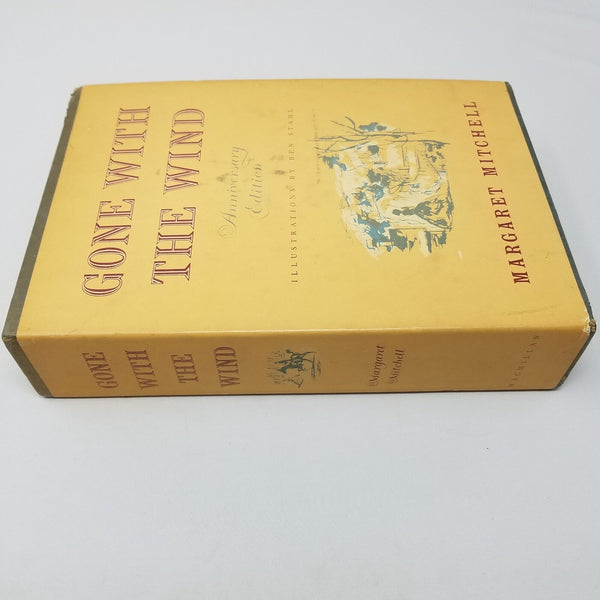 GONE WITH
THE WIND
Anniversary
Edition
ILLUSTRATIONS BY BEN STAHL
MARGARET MITCHELL
GONE
WITH
THE
WIND
Margaret
Mitchell
MACMILLAN